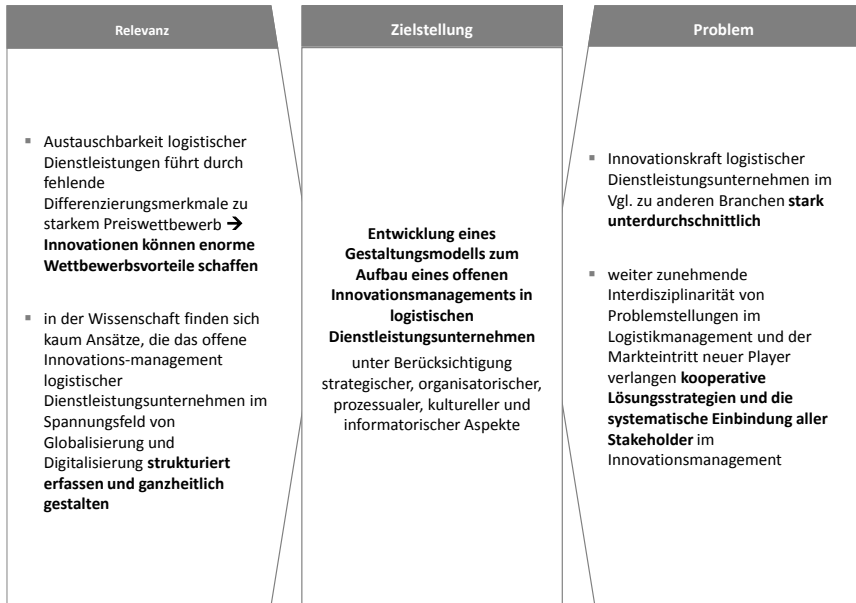 Relevanz
▪ Austauschbarkeit logistischer
Dienstleistungen führt durch
fehlende
Differenzierungsmerkmale zu
starkem Preiswettbewerb →
Innovationen können enorme
Wettbewerbsvorteile schaffen
▪ in der Wissenschaft finden sich
kaum Ansätze, die das offene
Innovations-management
logistischer
Dienstleistungsunternehmen im
Spannungsfeld von
Globalisierung und
Digitalisierung strukturiert
erfassen und ganzheitlich
gestalten
Zielstellung
Entwicklung eines
Gestaltungsmodells zum
Aufbau eines offenen
Innovationsmanagements in
logistischen
Dienstleistungsunternehmen
unter Berücksichtigung
strategischer, organisatorischer,
prozessualer, kultureller und
informatorischer Aspekte
Problem
▪ Innovationskraft logistischer
Dienstleistungsunternehmen im
Vgl. zu anderen Branchen stark
unterdurchschnittlich
▪ weiter zunehmende
Interdisziplinarität von
Problemstellungen im
Logistikmanagement und der
Markteintritt neuer Player
verlangen kooperative
Lösungsstrategien und die
systematische Einbindung aller
Stakeholder im
Innovationsmanagement